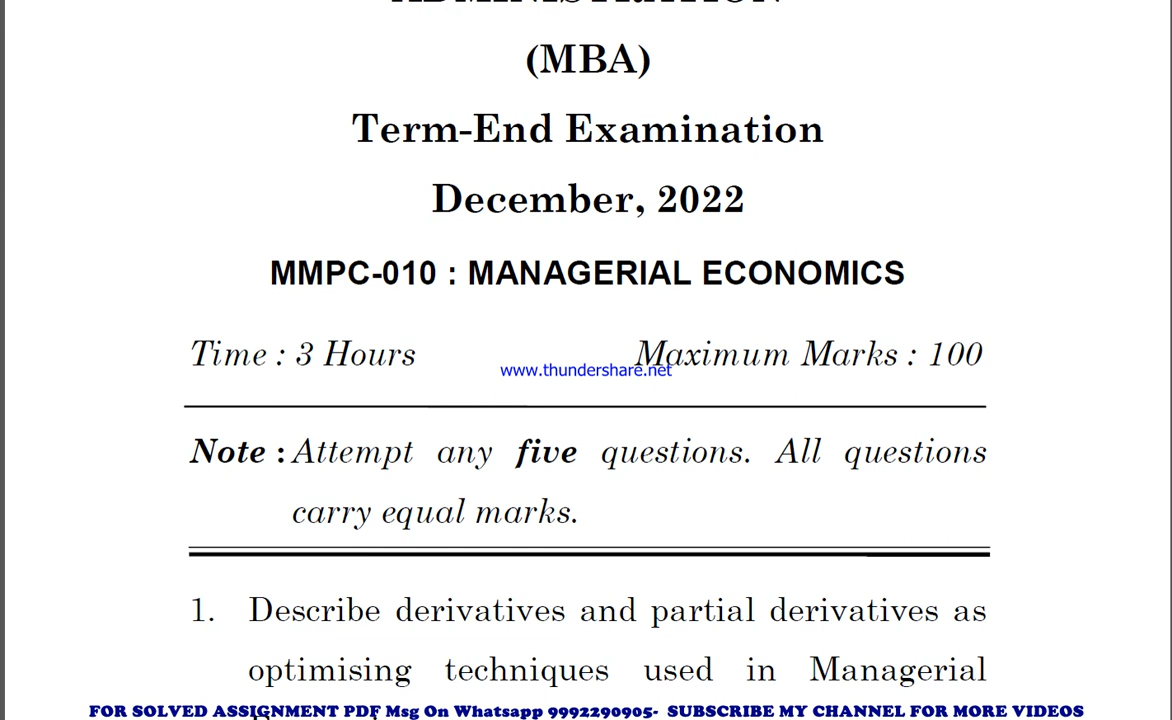 ADMINISTRATION
(MBA)
Term-End Examination
December, 2022
MMPC-010 : MANAGERIAL ECONOMICS
Time : 3 Hours Maximum Marks : 100
www.thundershare.net
Note : Attempt any five questions. All questions
carry equal marks.
1. Describe derivatives and partial derivatives as
optimising techniques used in Managerial
FOR SOLVED ASSIGNMENT PDF Msg On Whatsapp 9992290905- SUBSCRIBE MY CHANNEL FOR MORE VIDEOS